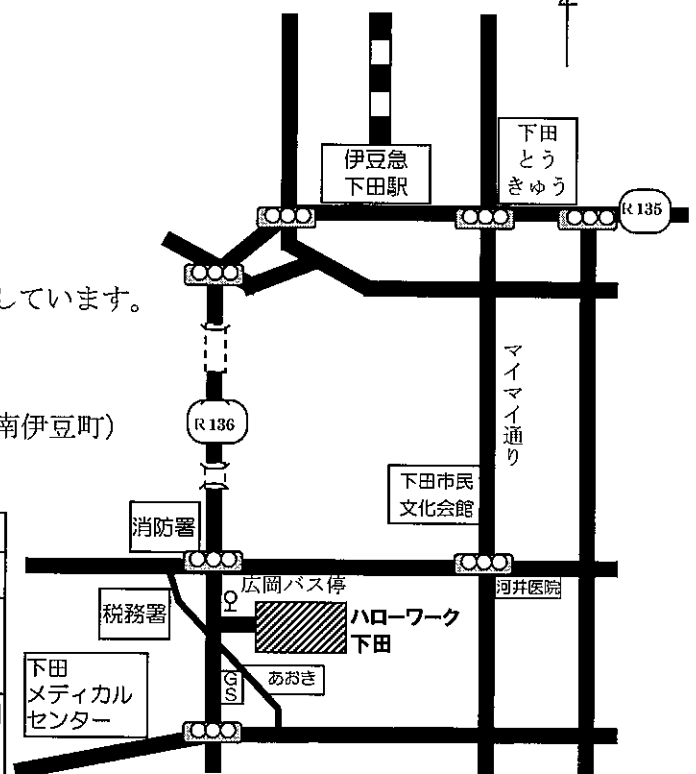 下田
とう
きゅう
伊豆急
下田駅
R 135
しています。
マイマイ通り
南伊豆町)
R 136
下田市民
文化会館
消防署
広岡バス停
河井医院
税務署
ハローワーク
下田
下田
メディカル
センター
GS
あおき